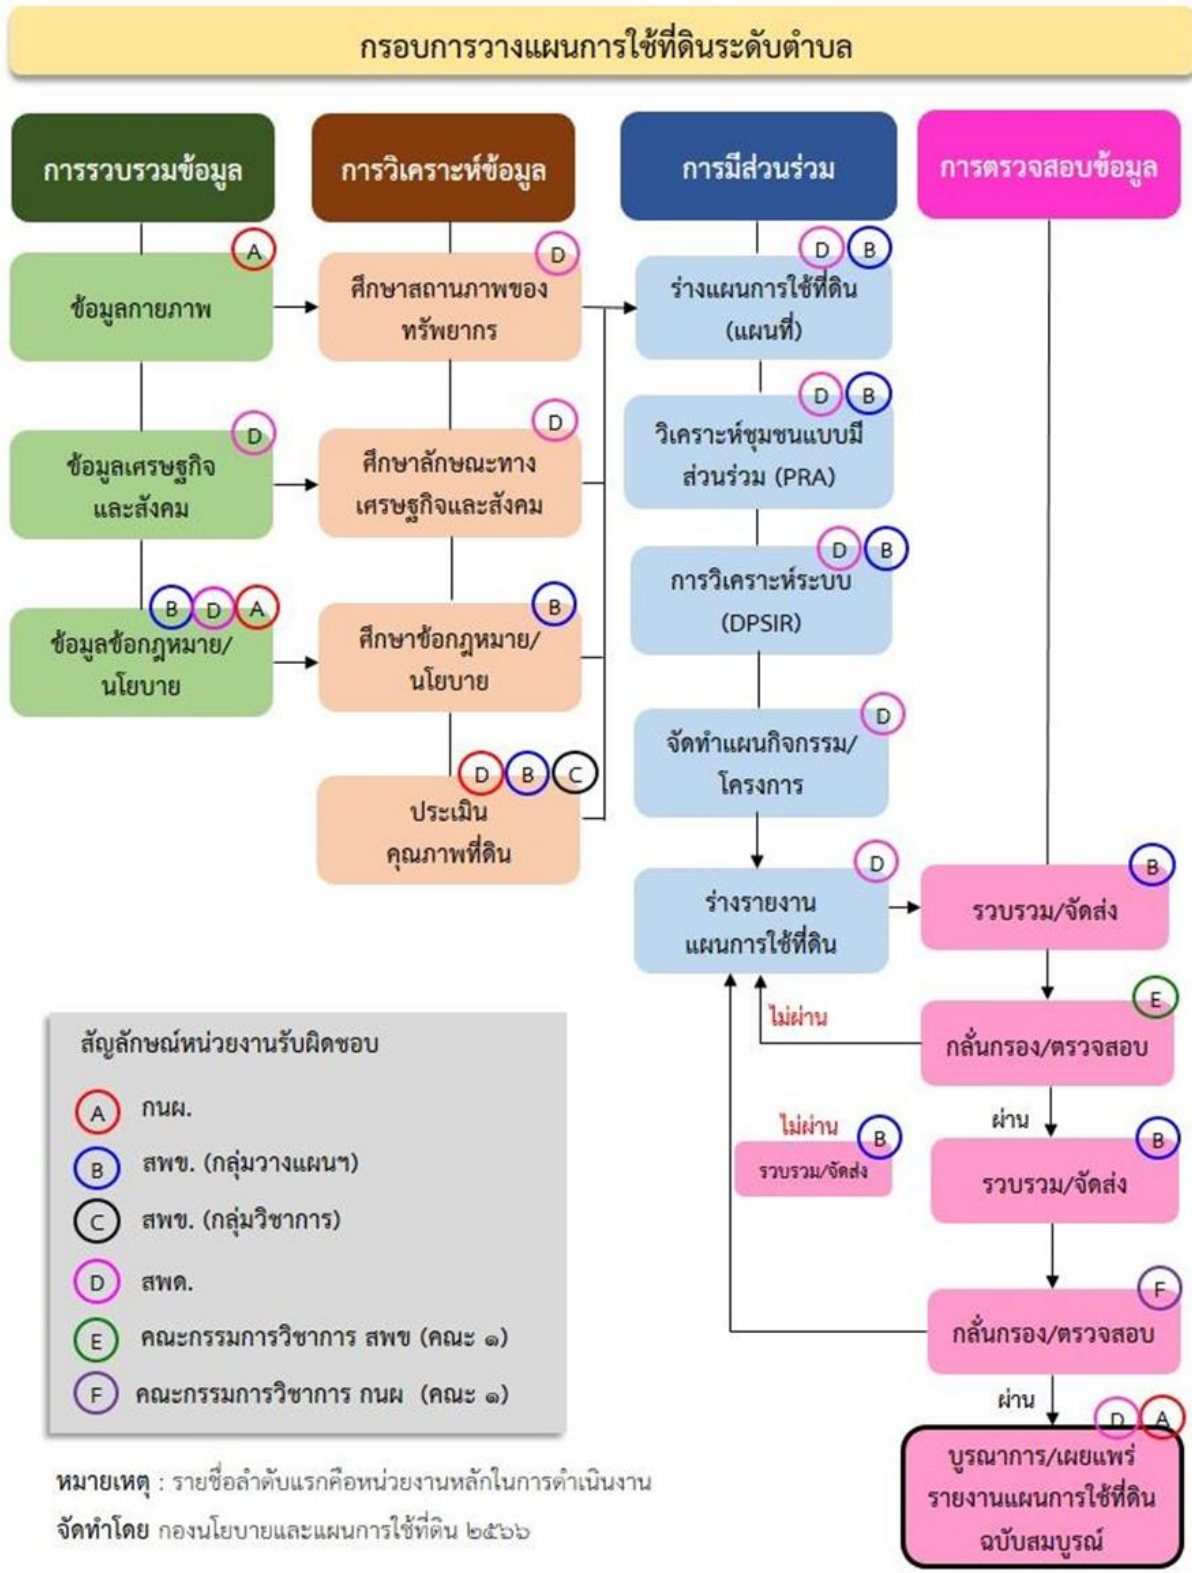 กรอบการวางแผนการใช้ที่ดินระดับตำบล
การรวบรวมข้อมูล
การวิเคราะห์ข้อมูล
การมีส่วนร่วม
การตรวจสอบข้อมูล
A
ข้อมูลกายภาพ
D
ข้อมูลเศรษฐกิจ
และสังคม
B D A
ข้อมูลข้อกฎหมาย/
นโยบาย
D
ศึกษาสถานภาพของ
ทรัพยากร
D
ศึกษาลักษณะทาง
เศรษฐกิจและสังคม
B
ศึกษาข้อกฎหมาย/
นโยบาย
D B C
ประเมิน
คุณภาพที่ดิน
D B
ร่างแผนการใช้ที่ดิน
(แผนที่)
D B
วิเคราะห์ชุมชนแบบมี
ส่วนร่วม (PRA)
D B
การวิเคราะห์ระบบ
(DPSIR)
D
จัดทำแผนกิจกรรม/
โครงการ
D
ร่างรายงาน
แผนการใช้ที่ดิน
B
รวบรวม/จัดส่ง
E
กลั่นกรอง/ตรวจสอบ
ไม่ผ่าน
ผ่าน
B
รวบรวม/จัดส่ง
ไม่ผ่าน
B
รวบรวม/จัดส่ง
F
กลั่นกรอง/ตรวจสอบ
ผ่าน
D A
บูรณาการ/เผยแพร่
รายงานแผนการใช้ที่ดิน
ฉบับสมบูรณ์
สัญลักษณ์หน่วยงานรับผิดชอบ
A กนผ.
B สพข. (กลุ่มวางแผนฯ)
C สพข. (กลุ่มวิชาการ)
D สพด.
E คณะกรรมการวิชาการ สพข (คณะ ๑)
F คณะกรรมการวิชาการ กนผ (คณะ ๑)
หมายเหตุ : รายชื่อลำดับแรกคือหน่วยงานหลักในการดำเนินงาน
จัดทำโดย กองนโยบายและแผนการใช้ที่ดิน ๒๕๖๖